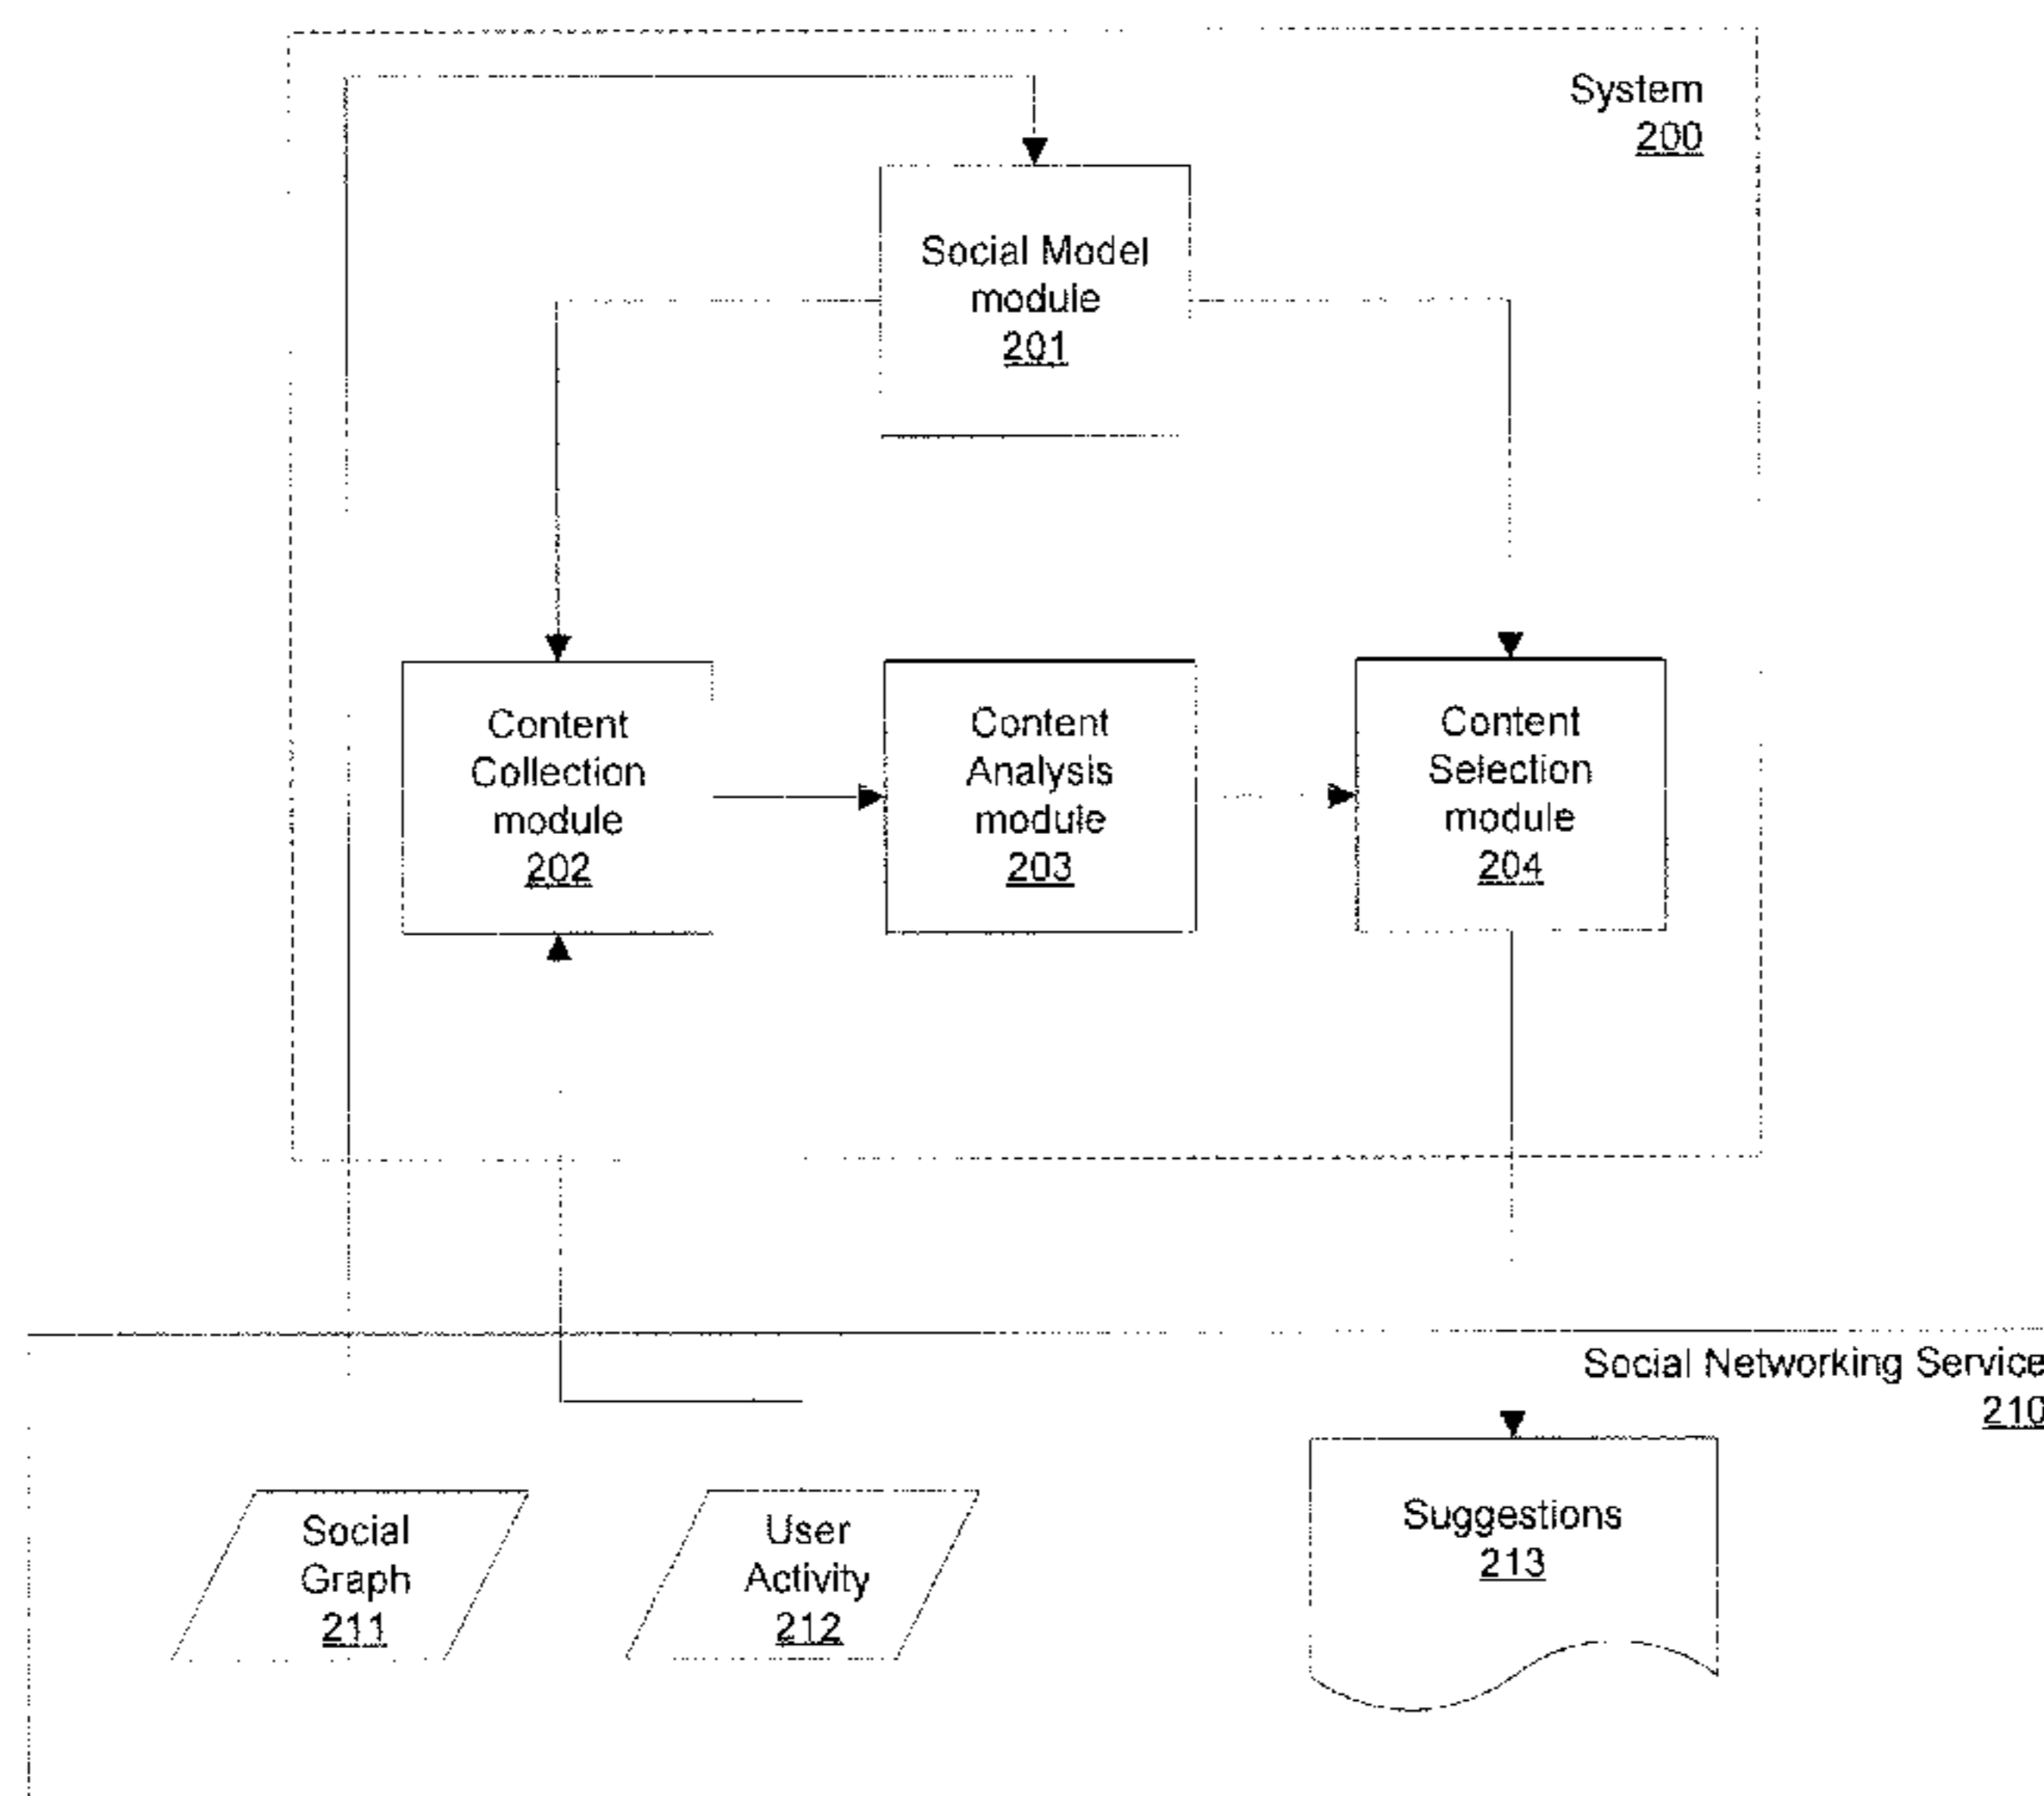 System
200
Social Model
module
201
Content
Collection
module
202
Content
Analysis
module
203
Content
Selection
module
204
Social Networking Service
210
Social
Graph
211
User
Activity
212
Suggestions
213